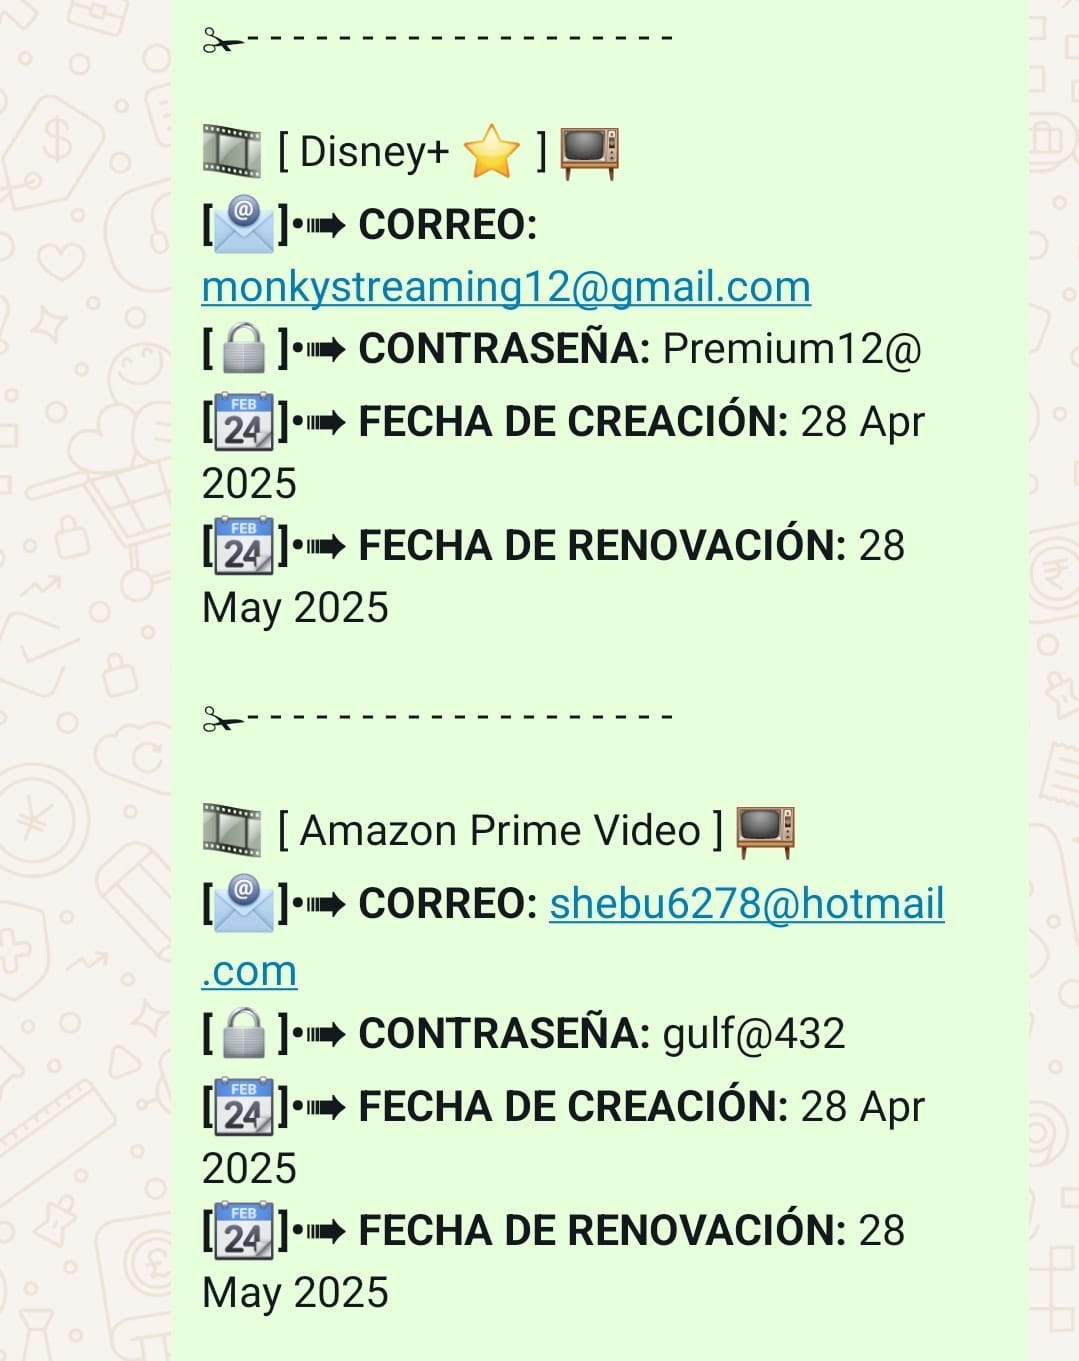 ✂--------------------
🎞️ [ Disney+ ⭐ ] 📺
[📧]•➠ CORREO:
monkystreaming12@gmail.com
[🔒]•➠ CONTRASEÑA: Premium12@
[📆]•➠ FECHA DE CREACIÓN: 28 Apr
2025
[📆]•➠ FECHA DE RENOVACIÓN: 28
May 2025
✂--------------------
🎞️ [ Amazon Prime Video ] 📺
[📧]•➠ CORREO: shebu6278@hotmail
.com
[🔒]•➠ CONTRASEÑA: gulf@432
[📆]•➠ FECHA DE CREACIÓN: 28 Apr
2025
[📆]•➠ FECHA DE RENOVACIÓN: 28
May 2025